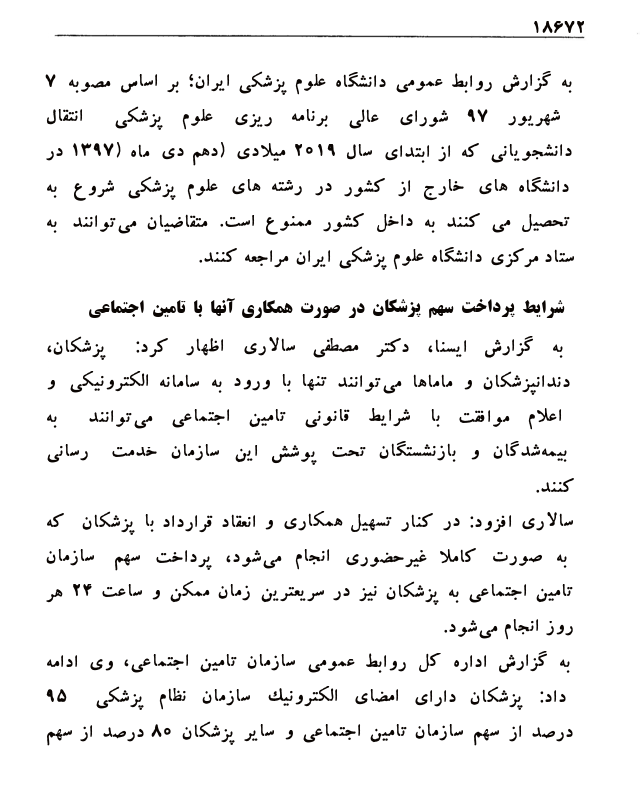 ۱۸۶۷۲
به گزارش روابط عمومی دانشگاه علوم پزشکی ایران؛ بر اساس مصوبه ۷
شهریور ۹۷ شورای عالی برنامه ریزی علوم پزشکی انتقال
دانشجویانی که از ابتدای سال ۲۰۱۹ میلادی (دهم دی ماه ۱۳۹۷) در
دانشگاه های خارج از کشور در رشته های علوم پزشکی شروع به
تحصیل می کنند به داخل کشور ممنوع است. متقاضیان می‌توانند به
ستاد مرکزی دانشگاه علوم پزشکی ایران مراجعه کنند.
شرایط پرداخت سهم پزشکان در صورت همکاری آنها با تامین اجتماعی
به گزارش ایسنا، دکتر مصطفی سالاری اظهار کرد: پزشکان،
دندانپزشکان و ماماها می‌توانند تنها با ورود به سامانه الکترونیکی و
اعلام موافقت با شرایط قانونی تامین اجتماعی می‌توانند به
بیمه‌شدگان و بازنشستگان تحت پوشش این سازمان خدمت رسانی
کنند.
سالاری افزود: در کنار تسهیل همکاری و انعقاد قرارداد با پزشکان که
به صورت کاملا غیرحضوری انجام می‌شود، پرداخت سهم سازمان
تامین اجتماعی به پزشکان نیز در سریعترین زمان ممکن و ساعت ۲۴ هر
روز انجام می‌شود.
به گزارش اداره کل روابط عمومی سازمان تامین اجتماعی، وی ادامه
داد: پزشکان دارای امضای الکترونیك سازمان نظام پزشکی ۹۵
درصد از سهم سازمان تامین اجتماعی و سایر پزشکان ۸۰ درصد از سهم